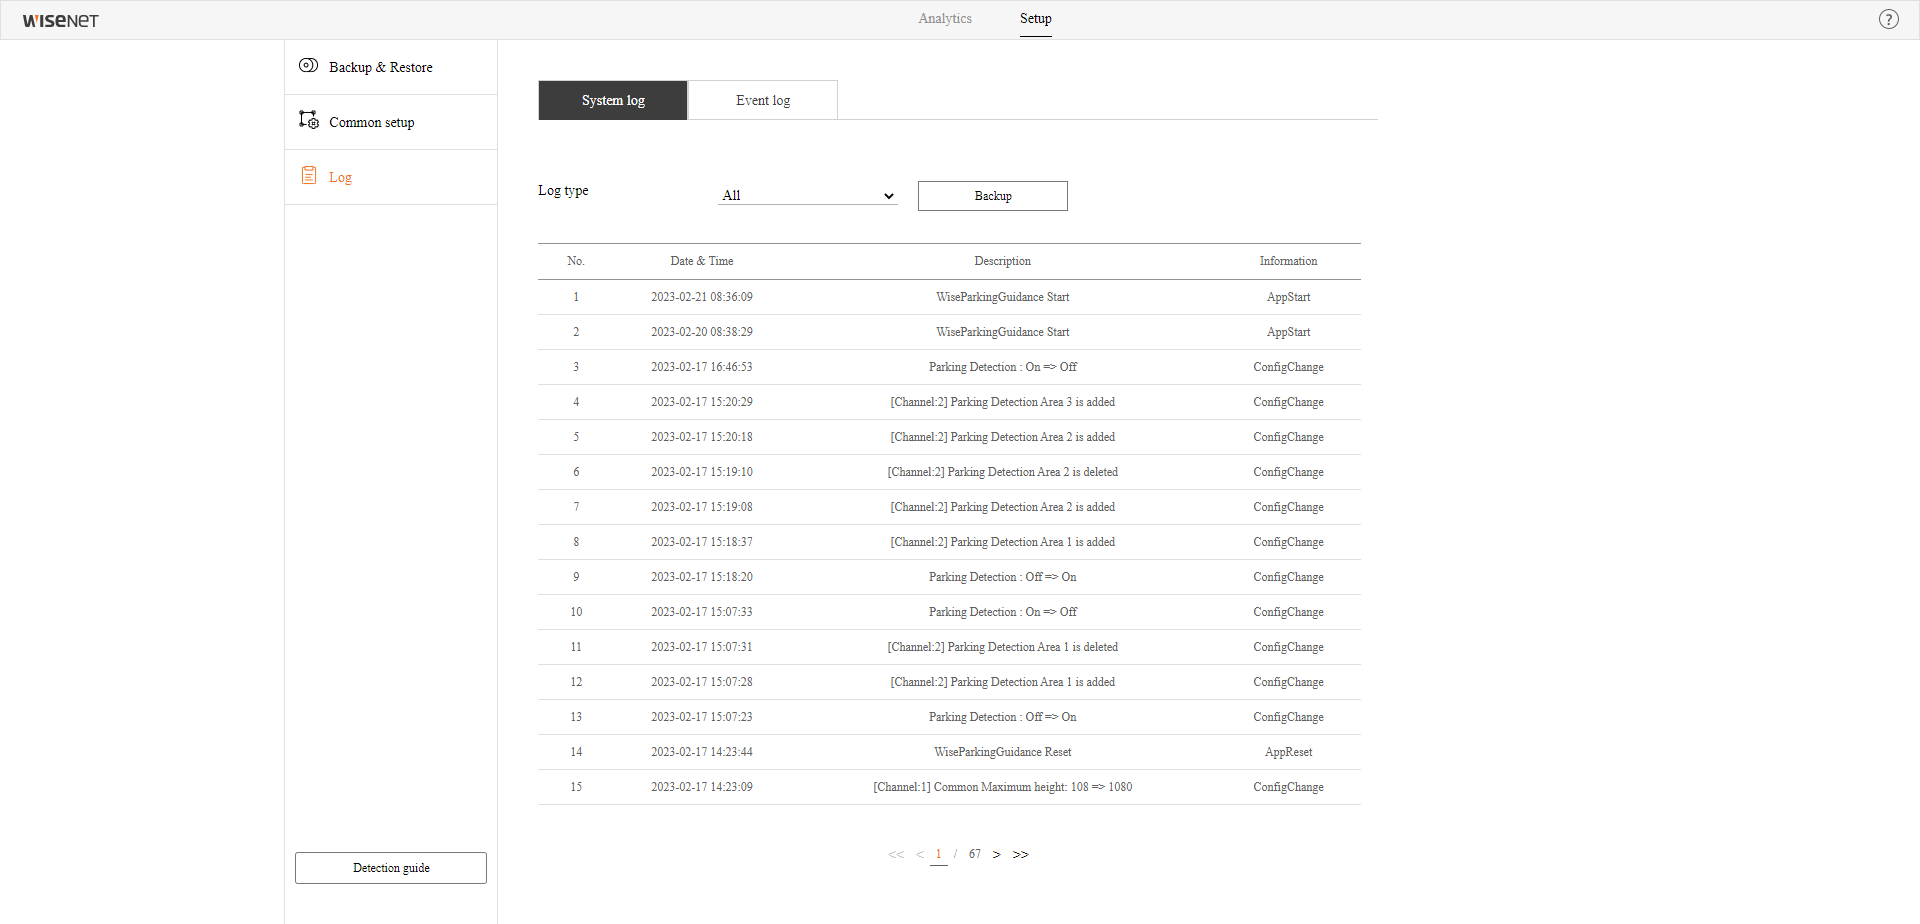 WISENET
Analytics
Setup
?
Backup & Restore
Common setup
Log
Detection guide
System log
Event log
Log type
All
Backup
No. Date & Time Description Information
1 2023-02-21 08:36:09 WiseParkingGuidance Start AppStart
2 2023-02-20 08:38:29 WiseParkingGuidance Start AppStart
3 2023-02-17 16:46:53 Parking Detection : On => Off ConfigChange
4 2023-02-17 15:20:29 [Channel:2] Parking Detection Area 3 is added ConfigChange
5 2023-02-17 15:20:18 [Channel:2] Parking Detection Area 2 is added ConfigChange
6 2023-02-17 15:19:10 [Channel:2] Parking Detection Area 2 is deleted ConfigChange
7 2023-02-17 15:19:08 [Channel:2] Parking Detection Area 2 is added ConfigChange
8 2023-02-17 15:18:37 [Channel:2] Parking Detection Area 1 is added ConfigChange
9 2023-02-17 15:18:20 Parking Detection : Off => On ConfigChange
10 2023-02-17 15:07:33 Parking Detection : On => Off ConfigChange
11 2023-02-17 15:07:31 [Channel:2] Parking Detection Area 1 is deleted ConfigChange
12 2023-02-17 15:07:28 [Channel:2] Parking Detection Area 1 is added ConfigChange
13 2023-02-17 15:07:23 Parking Detection : Off => On ConfigChange
14 2023-02-17 14:23:44 WiseParkingGuidance Reset AppReset
15 2023-02-17 14:23:09 [Channel:1] Common Maximum height: 108 => 1080 ConfigChange
<< < 1 / 67 > >>